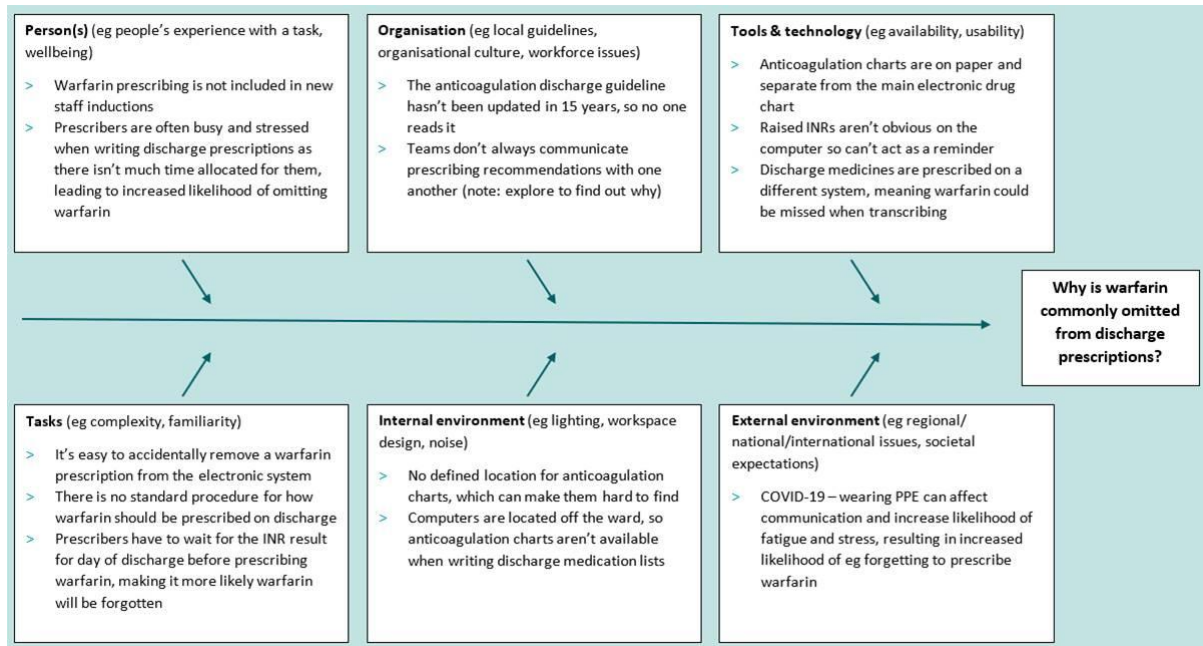 Person(s) (eg people's experience with a task,
wellbeing)
> Warfarin prescribing is not included in new
staff inductions
> Prescribers are often busy and stressed
when writing discharge prescriptions as
there isn't much time allocated for them,
leading to increased likelihood of omitting
warfarin
Organisation (eg local guidelines,
organisational culture, workforce issues)
> The anticoagulation discharge guideline
hasn't been updated in 15 years, so no one
reads it
> Teams don't always communicate
prescribing recommendations with one
another (note: explore to find out why)
Tools & technology (eg availability, usability)
> Anticoagulation charts are on paper and
separate from the main electronic drug
chart
> Raised INRs aren't obvious on the
computer so can't act as a reminder
> Discharge medicines are prescribed on a
different system, meaning warfarin could
be missed when transcribing
Why is warfarin
commonly omitted
from discharge
prescriptions?
Tasks (eg complexity, familiarity)
> It's easy to accidentally remove a warfarin
prescription from the electronic system
> There is no standard procedure for how
warfarin should be prescribed on discharge
> Prescribers have to wait for the INR result
for day of discharge before prescribing
warfarin, making it more likely warfarin
will be forgotten
Internal environment (eg lighting, workspace
design, noise)
> No defined location for anticoagulation
charts, which can make them hard to find
> Computers are located off the ward, so
anticoagulation charts aren't available
when writing discharge medication lists
External environment (eg regional/
national/international issues, societal
expectations)
> COVID-19 – wearing PPE can affect
communication and increase likelihood of
fatigue and stress, resulting in increased
likelihood of eg forgetting to prescribe
warfarin